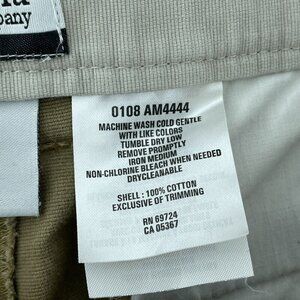 pany
0108 AM4444
MACHINE WASH COLD GENTLE
WITH LIKE COLORS
TUMBLE DRY LOW
REMOVE PROMPTLY
IRON MEDIUM
NON-CHLORINE BLEACH WHEN NEEDED
DRYCLEANABLE
SHELL : 100% COTTON
EXCLUSIVE OF TRIMMING
RN 69724
CA 05367